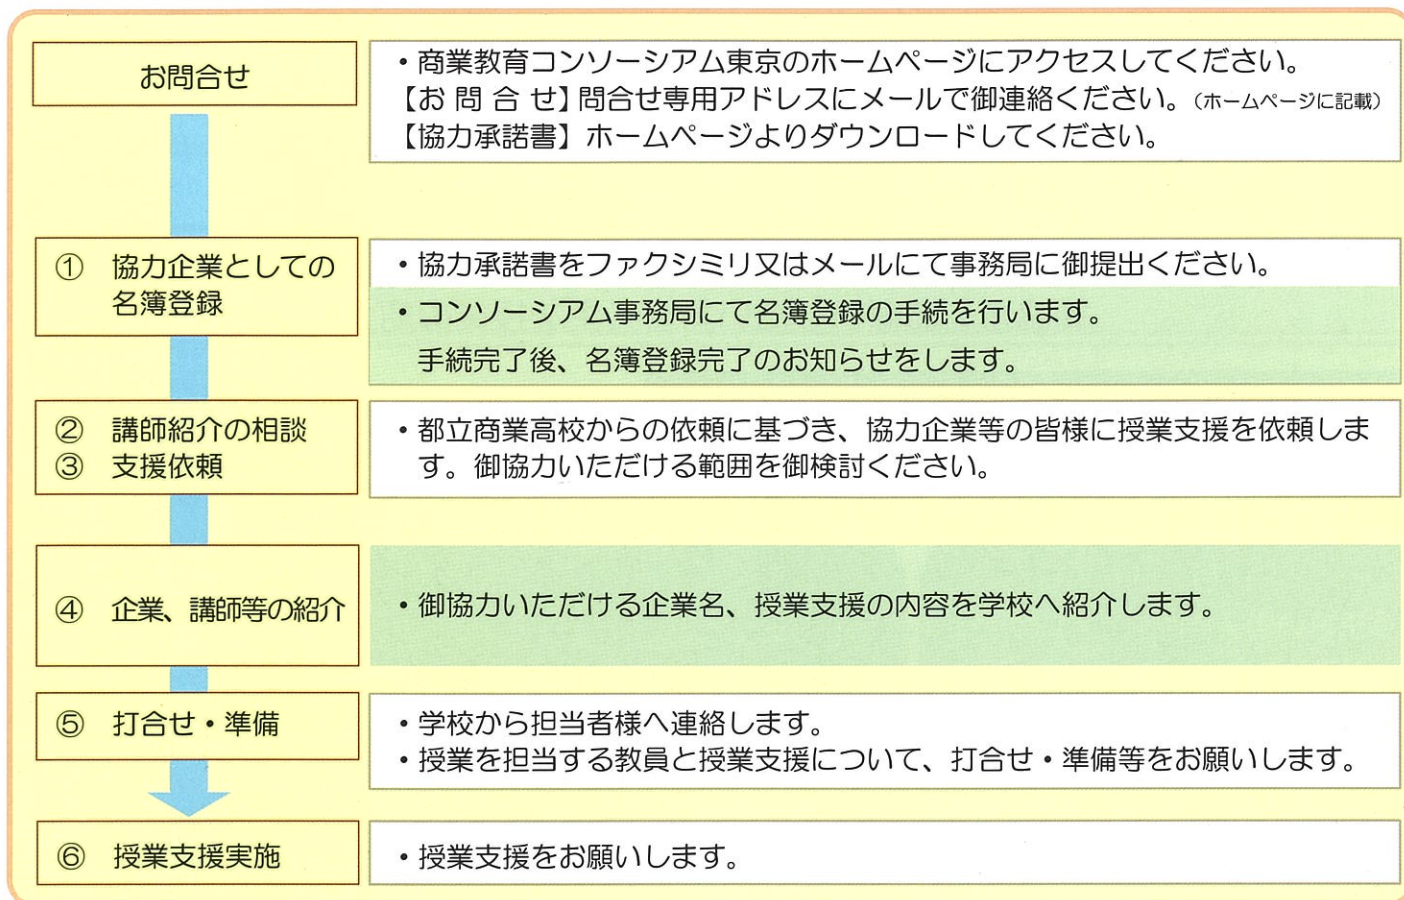 お問合せ
・商業教育コンソーシアム東京のホームページにアクセスしてください。
【お問合せ】問合せ専用アドレスにメールで御連絡ください。（ホームページに記載）
【協力承諾書】ホームページよりダウンロードしてください。
① 協力企業としての
名簿登録
・協力承諾書をファクシミリ又はメールにて事務局に御提出ください。
・コンソーシアム事務局にて名簿登録の手続を行います。
手続完了後、名簿登録完了のお知らせをします。
② 講師紹介の相談
③ 支援依頼
・都立商業高校からの依頼に基づき、協力企業等の皆様に授業支援を依頼しま
す。御協力いただける範囲を御検討ください。
④ 企業、講師等の紹介
・御協力いただける企業名、授業支援の内容を学校へ紹介します。
⑤ 打合せ・準備
・学校から担当者様へ連絡します。
・授業を担当する教員と授業支援について、打合せ・準備等をお願いします。
⑥ 授業支援実施
・授業支援をお願いします。